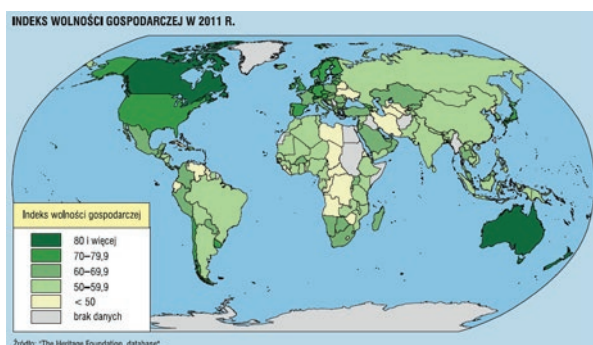 INDEKS WOLNOŚCI GOSPODARCZEJ W 2011 R.
Indeks wolności gospodarczej
80 i więcej
70–79,9
60–69,9
50–59,9
< 50
brak danych
Źródło: "The Heritage Foundation, database"